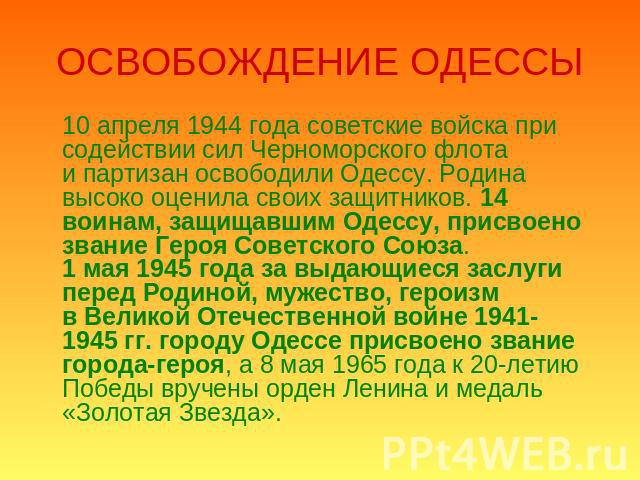 ОСВОБОЖДЕНИЕ ОДЕССЫ
10 апреля 1944 года советские войска при
содействии сил Черноморского флота
и партизан освободили Одессу. Родина
высоко оценила своих защитников. 14
воинам, защищавшим Одессу, присвоено
звание Героя Советского Союза.
1 мая 1945 года за выдающиеся заслуги
перед Родиной, мужество, героизм
в Великой Отечественной войне 1941-
1945 гг. городу Одессе присвоено звание
города-героя, а 8 мая 1965 года к 20-летию
Победы вручены орден Ленина и медаль
«Золотая Звезда».
PPt4WEB.ru